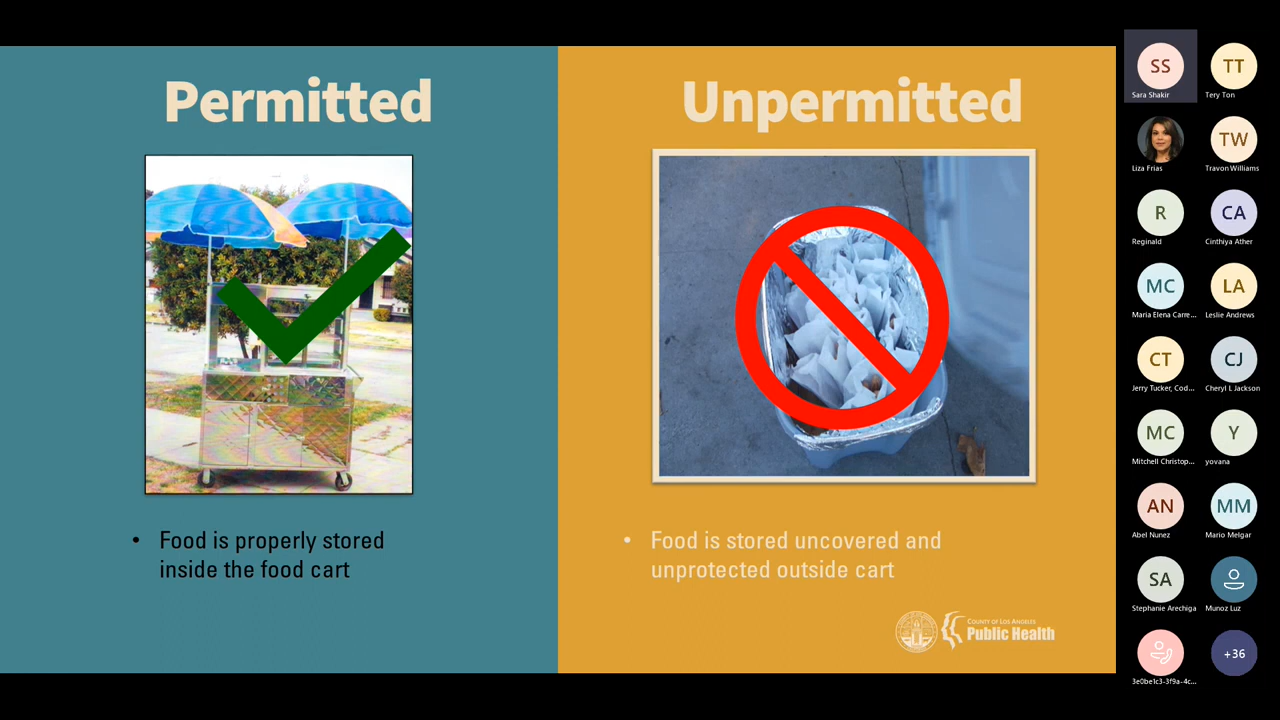 Permitted
Unpermitted
• Food is properly stored
inside the food cart
• Food is stored uncovered and
unprotected outside cart
COUNTY OF LOS ANGELES
Public Health
SS
Sara Shakir
TT
Tery Ton
Liza Frias
TW
Travon Williams
R
Reginald
CA
Cinthiya Ather
MC
Maria Elena Carre...
LA
Leslie Andrews
CT
Jerry Tucker, Cod...
CJ
Cheryl L Jackson
MC
Mitchell Christop...
Y
yovana
AN
Abel Nunez
MM
Mario Melgar
SA
Stephanie Arechiga
Munoz Luz
3e0be1c3-3f9a-4c...
+36